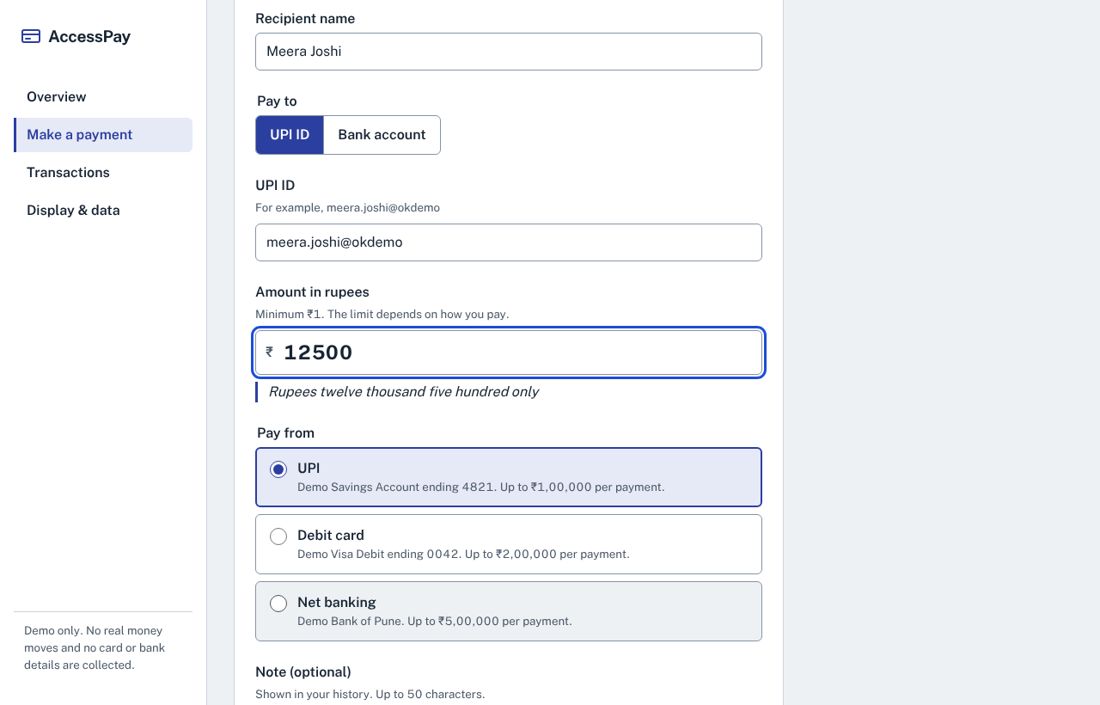 AccessPay
Overview
Make a payment
Transactions
Display & data
Demo only. No real money
moves and no card or bank
details are collected.
Recipient name
Meera Joshi
Pay to
UPI ID
Bank account
UPI ID
For example, meera.joshi@okdemo
meera.joshi@okdemo
Amount in rupees
Minimum ₹1. The limit depends on how you pay.
₹ 12500
Rupees twelve thousand five hundred only
Pay from
UPI
Demo Savings Account ending 4821. Up to ₹1,00,000 per payment.
Debit card
Demo Visa Debit ending 0042. Up to ₹2,00,000 per payment.
Net banking
Demo Bank of Pune. Up to ₹5,00,000 per payment.
Note (optional)
Shown in your history. Up to 50 characters.